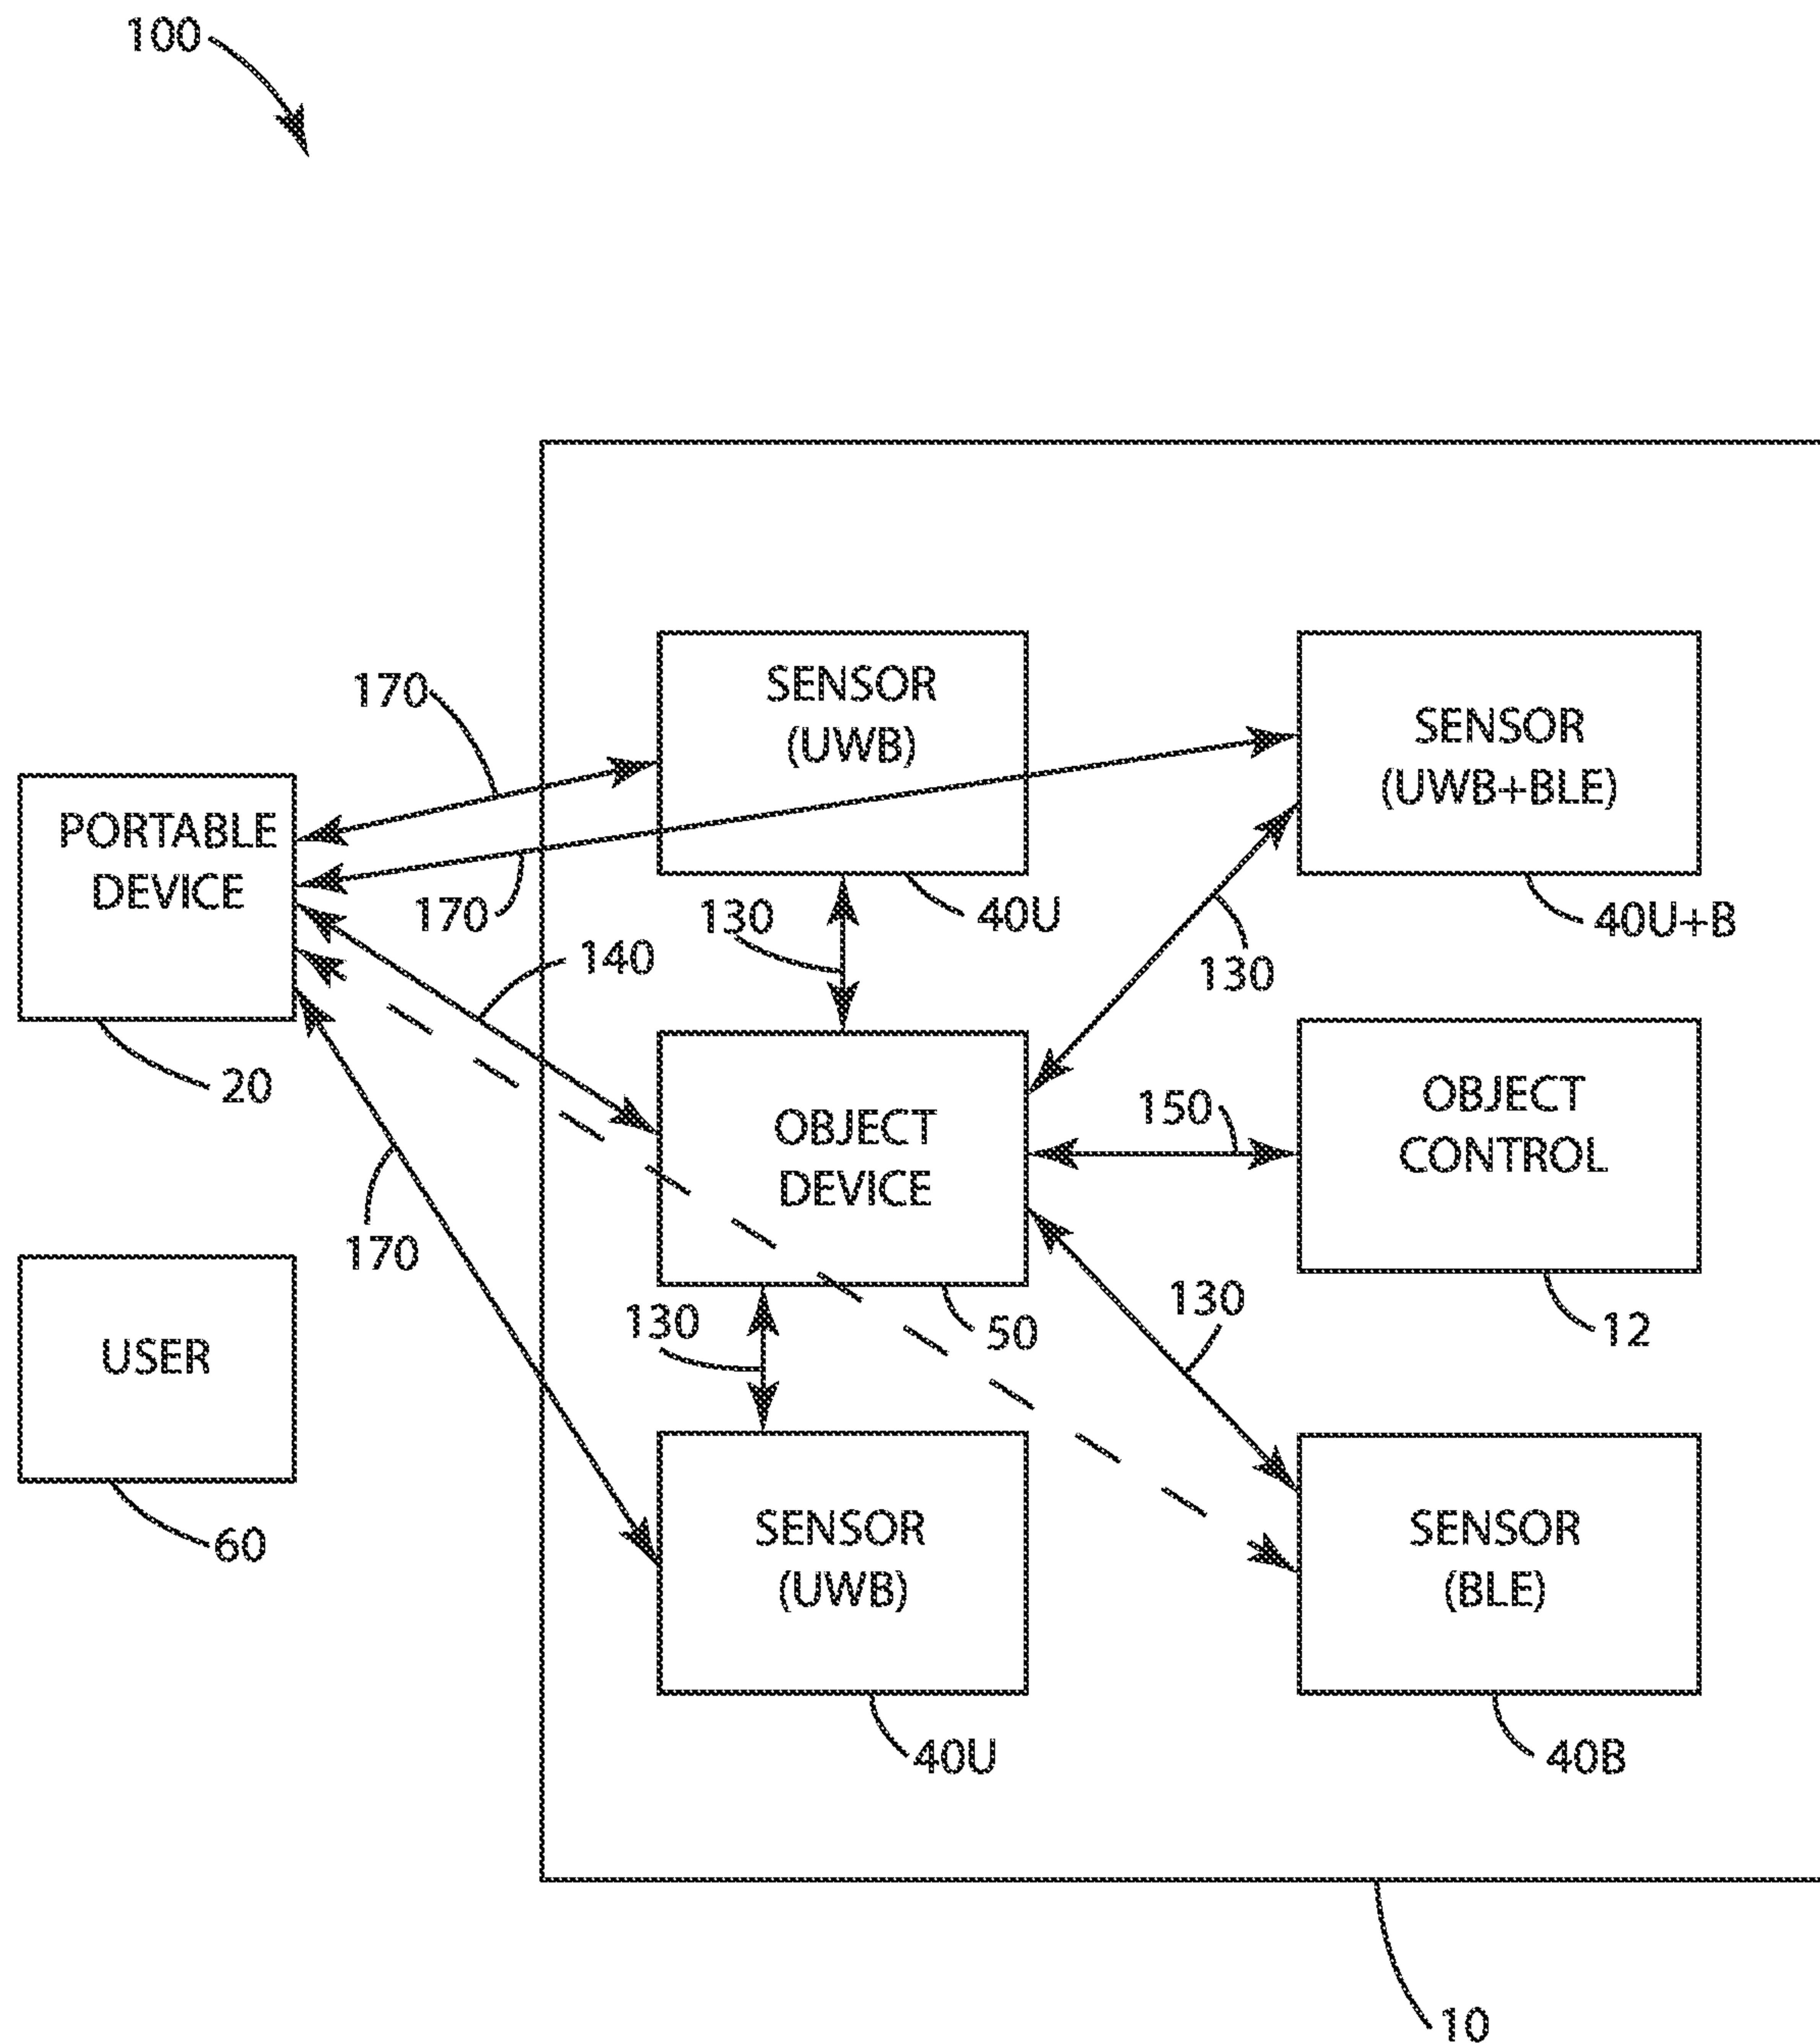 100
170
SENSOR
(UWB)
SENSOR
(UWB+BLE)
PORTABLE
DEVICE
170
130
40U
40U+B
140
130
20
OBJECT
DEVICE
150
OBJECT
CONTROL
170
130
130
50
12
USER
60
SENSOR
(UWB)
SENSOR
(BLE)
40U
40B
10